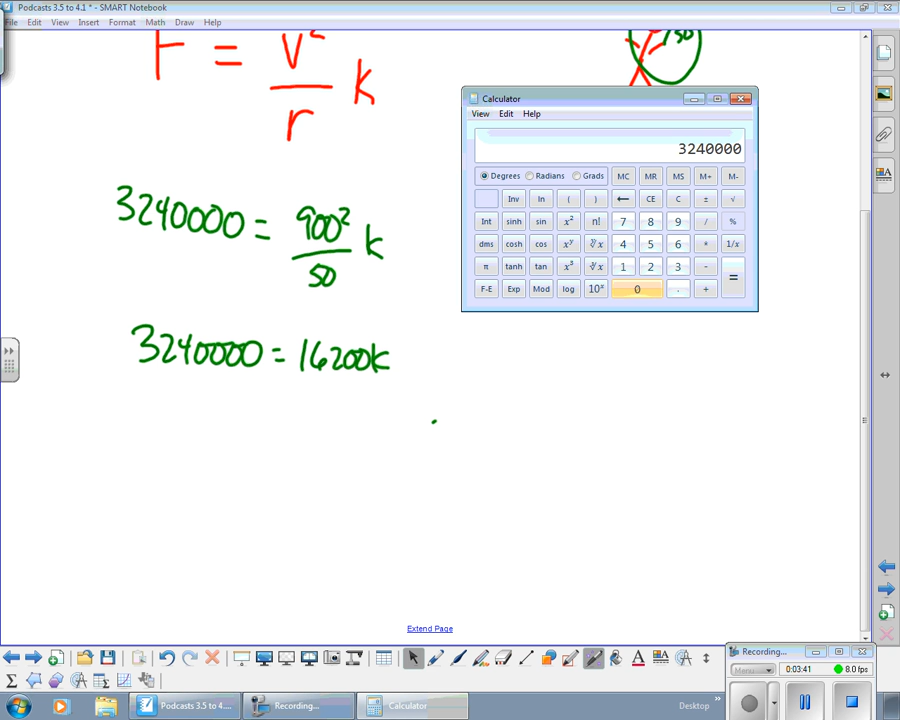 Podcasts 3.5 to 4.1 * - SMART Notebook
File Edit View Insert Format Math Draw Help
F = v² / r k
150
Calculator
View Edit Help
3240000
Degrees Radians Grads MC MR MS M+ M-
Inv ln ( ) ← CE C ± √
Int sinh sin x² n! 7 8 9 / %
dms cosh cos xʸ ʸ√x 4 5 6 * 1/x
π tanh tan x³ ³√x 1 2 3 - =
F-E Exp Mod log 10ˣ 0 . +
3240000 = 900² / 50 k
3240000 = 16200k
Extend Page
Recording...
Menu 0:03:41 8.0 fps
Podcasts 3.5 to 4.... Recording... Calculator Desktop »